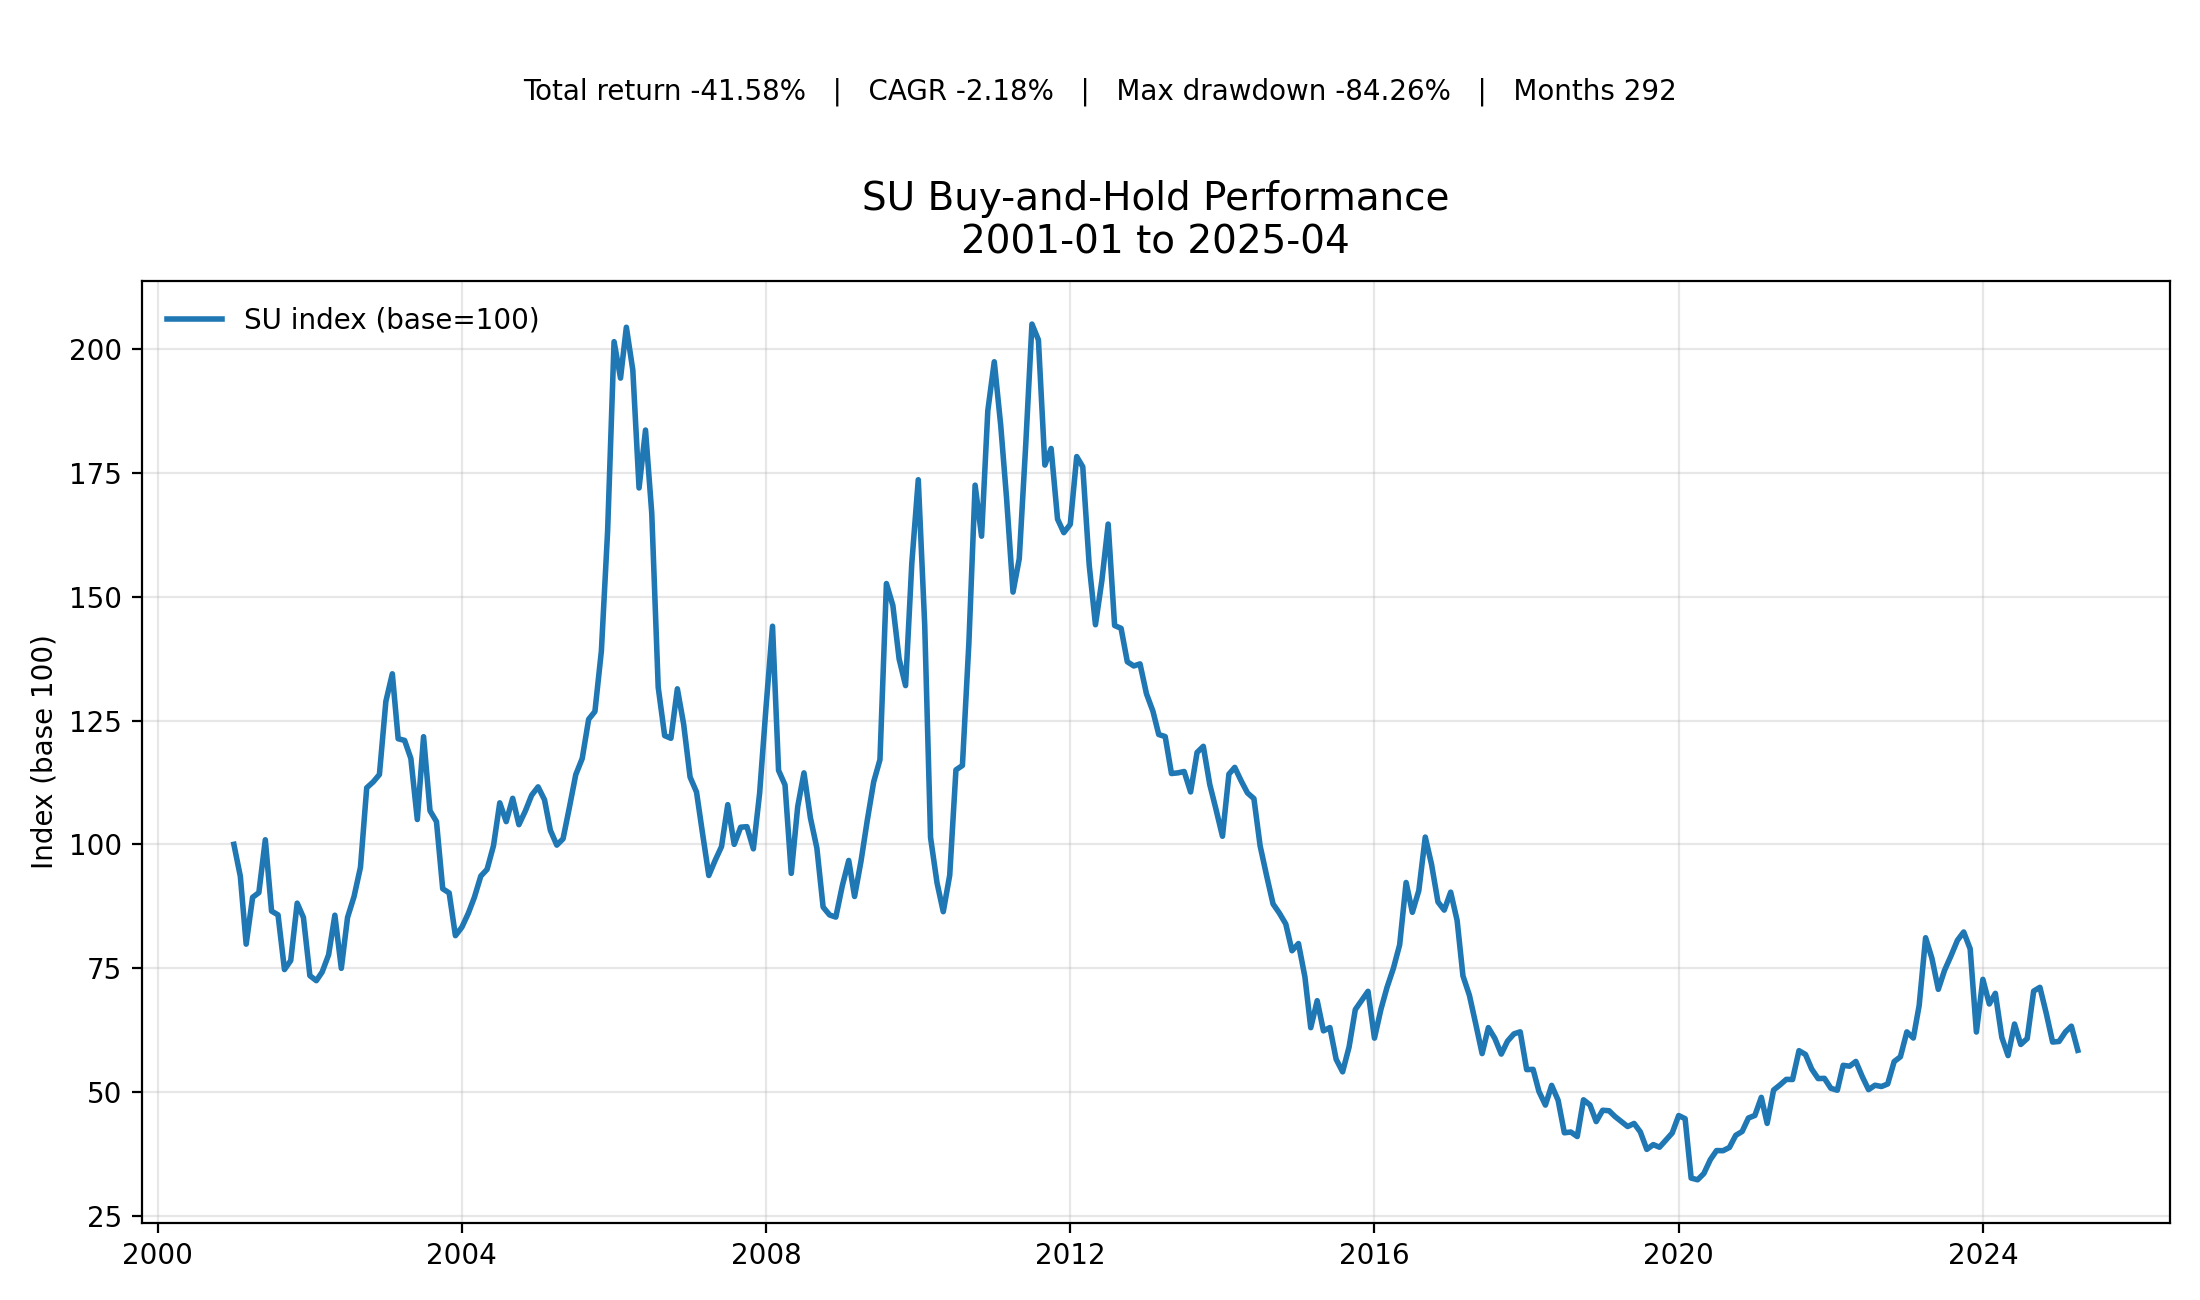 Total return -41.58% | CAGR -2.18% | Max drawdown -84.26% | Months 292
SU Buy-and-Hold Performance
2001-01 to 2025-04
SU index (base=100)
Index (base 100)
200
175
150
125
100
75
50
25
2000 2004 2008 2012 2016 2020 2024